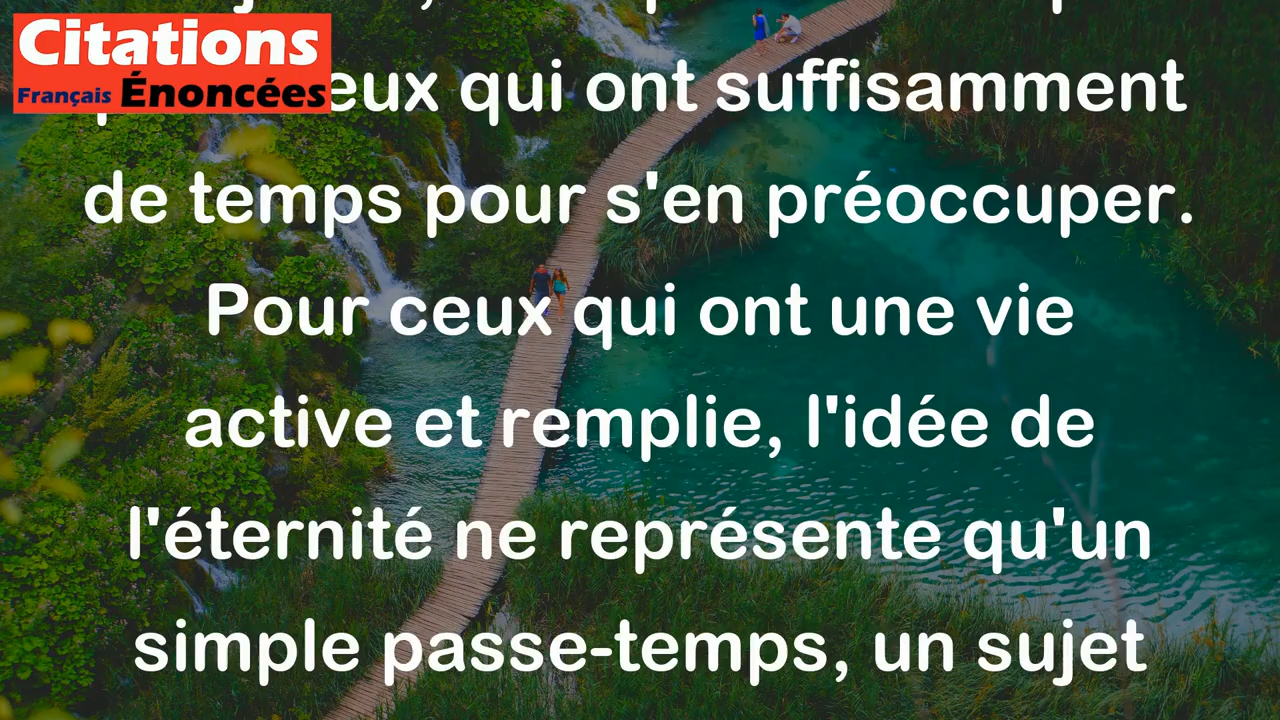 Citations
Français Énoncées
eux qui ont suffisamment
de temps pour s'en préoccuper.
Pour ceux qui ont une vie
active et remplie, l'idée de
l'éternité ne représente qu'un
simple passe-temps, un sujet